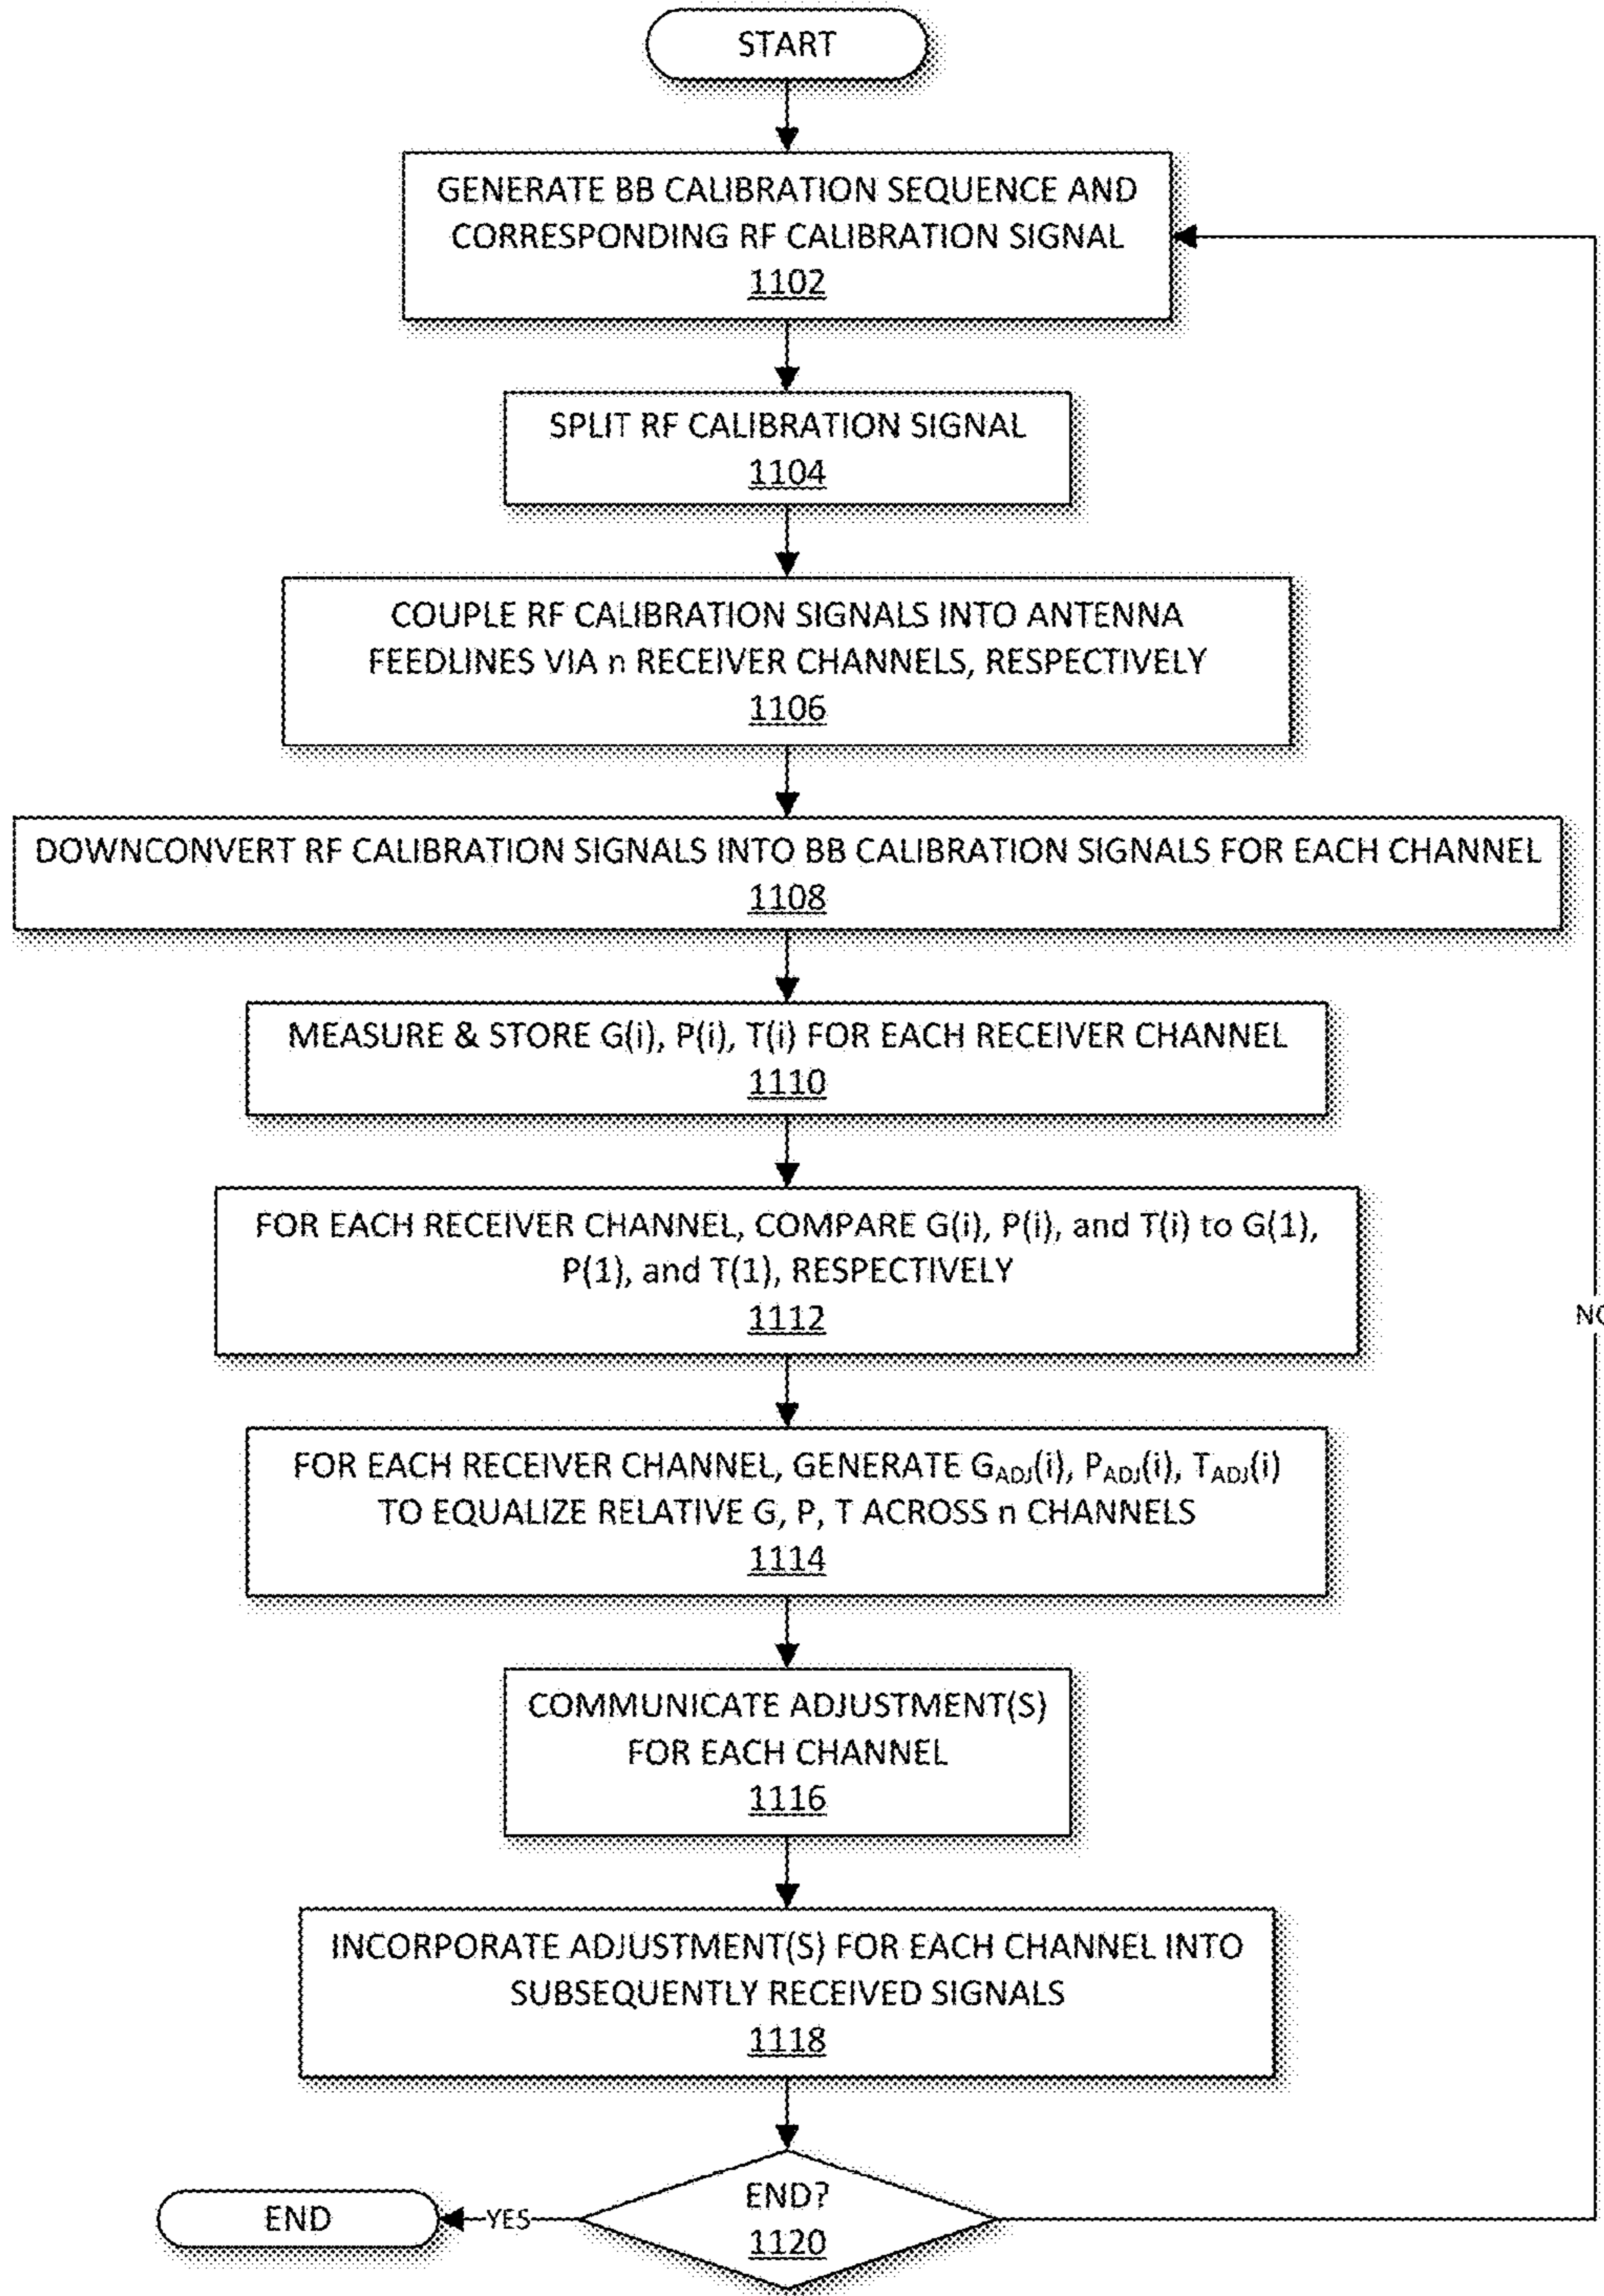 START
GENERATE BB CALIBRATION SEQUENCE AND
CORRESPONDING RF CALIBRATION SIGNAL
1102
SPLIT RF CALIBRATION SIGNAL
1104
COUPLE RF CALIBRATION SIGNALS INTO ANTENNA
FEEDLINES VIA n RECEIVER CHANNELS, RESPECTIVELY
1106
DOWNCONVERT RF CALIBRATION SIGNALS INTO BB CALIBRATION SIGNALS FOR EACH CHANNEL
1108
MEASURE & STORE G(i), P(i), T(i) FOR EACH RECEIVER CHANNEL
1110
FOR EACH RECEIVER CHANNEL, COMPARE G(i), P(i), and T(i) to G(1),
P(1), and T(1), RESPECTIVELY
1112
NO
FOR EACH RECEIVER CHANNEL, GENERATE GADJ(i), PADJ(i), TADJ(i)
TO EQUALIZE RELATIVE G, P, T ACROSS n CHANNELS
1114
COMMUNICATE ADJUSTMENT(S)
FOR EACH CHANNEL
1116
INCORPORATE ADJUSTMENT(S) FOR EACH CHANNEL INTO
SUBSEQUENTLY RECEIVED SIGNALS
1118
END?
1120
YES
END